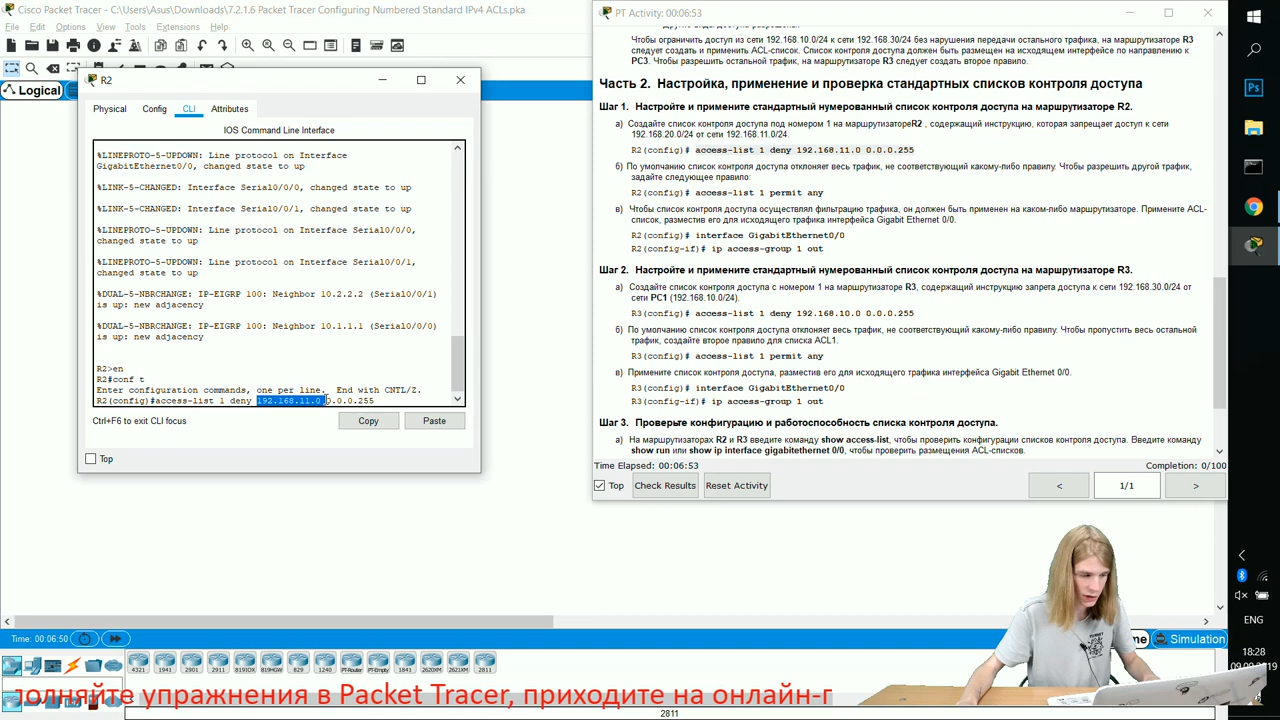 Cisco Packet Tracer - C:\Users\Asus\Downloads\7.2.1.6 Packet Tracer Configuring Numbered Standard IPv4 ACLs.pka
File Edit Options View Tools Extensions Help
Logical
R2
Physical Config CLI Attributes
IOS Command Line Interface
%LINEPROTO-5-UPDOWN: Line protocol on Interface
GigabitEthernet0/0, changed state to up
%LINK-5-CHANGED: Interface Serial0/0/0, changed state to up
%LINK-5-CHANGED: Interface Serial0/0/1, changed state to up
%LINEPROTO-5-UPDOWN: Line protocol on Interface Serial0/0/0,
changed state to up
%LINEPROTO-5-UPDOWN: Line protocol on Interface Serial0/0/1,
changed state to up
%DUAL-5-NBRCHANGE: IP-EIGRP 100: Neighbor 10.2.2.2 (Serial0/0/1)
is up: new adjacency
%DUAL-5-NBRCHANGE: IP-EIGRP 100: Neighbor 10.1.1.1 (Serial0/0/0)
is up: new adjacency
R2>en
R2#conf t
Enter configuration commands, one per line. End with CNTL/Z.
R2(config)#access-list 1 deny 192.168.11.0 0.0.0.255
Ctrl+F6 to exit CLI focus
Copy
Paste
Top
PT Activity: 00:06:53
Чтобы ограничить доступ из сети 192.168.10.0/24 к сети 192.168.30/24 без нарушения передачи остального трафика, на маршрутизаторе R3
следует создать и применить ACL-список. Список контроля доступа должен быть размещен на исходящем интерфейсе по направлению к
PC3. Чтобы разрешить остальной трафик, на маршрутизаторе R3 следует создать второе правило.
Часть 2. Настройка, применение и проверка стандартных списков контроля доступа
Шаг 1. Настройте и примените стандартный нумерованный список контроля доступа на маршрутизаторе R2.
а) Создайте список контроля доступа под номером 1 на маршрутизатореR2 , содержащий инструкцию, которая запрещает доступ к сети
192.168.20.0/24 от сети 192.168.11.0/24.
R2(config)# access-list 1 deny 192.168.11.0 0.0.0.255
б) По умолчанию список контроля доступа отклоняет весь трафик, не соответствующий какому-либо правилу. Чтобы разрешить другой трафик,
задайте следующее правило:
R2(config)# access-list 1 permit any
в) Чтобы список контроля доступа осуществлял фильтрацию трафика, он должен быть применен на каком-либо маршрутизаторе. Примените ACL-
список, разместив его для исходящего трафика интерфейса Gigabit Ethernet 0/0.
R2(config)# interface GigabitEthernet0/0
R2(config-if)# ip access-group 1 out
Шаг 2. Настройте и примените стандартный нумерованный список контроля доступа на маршрутизаторе R3.
а) Создайте список контроля доступа с номером 1 на маршрутизаторе R3, содержащий инструкцию запрета доступа к сети 192.168.30.0/24 от
сети PC1 (192.168.10.0/24).
R3(config)# access-list 1 deny 192.168.10.0 0.0.0.255
б) По умолчанию список контроля доступа отклоняет весь трафик, не соответствующий какому-либо правилу. Чтобы пропустить весь остальной
трафик, создайте второе правило для списка ACL1.
R3(config)# access-list 1 permit any
в) Примените список контроля доступа, разместив его для исходящего трафика интерфейса Gigabit Ethernet 0/0.
R3(config)# interface GigabitEthernet0/0
R3(config-if)# ip access-group 1 out
Шаг 3. Проверьте конфигурацию и работоспособность списка контроля доступа.
а) На маршрутизаторах R2 и R3 введите команду show access-list, чтобы проверить конфигурации списков контроля доступа. Введите команду
show run или show ip interface gigabitethernet 0/0, чтобы проверить размещения ACL-списков.
Time Elapsed: 00:06:53
Completion: 0/100
Top
Check Results
Reset Activity
<
1/1
>
Time: 00:06:50
me
Simulation
4321 1941 2901 2911 819IOX 819HGW 829 1240 PT-Router PT-Empty 1841 2620XM 2621XM 2811
2811
олняйте упражнения в Packet Tracer, приходите на онлайн-г
Ps
ENG
18:28